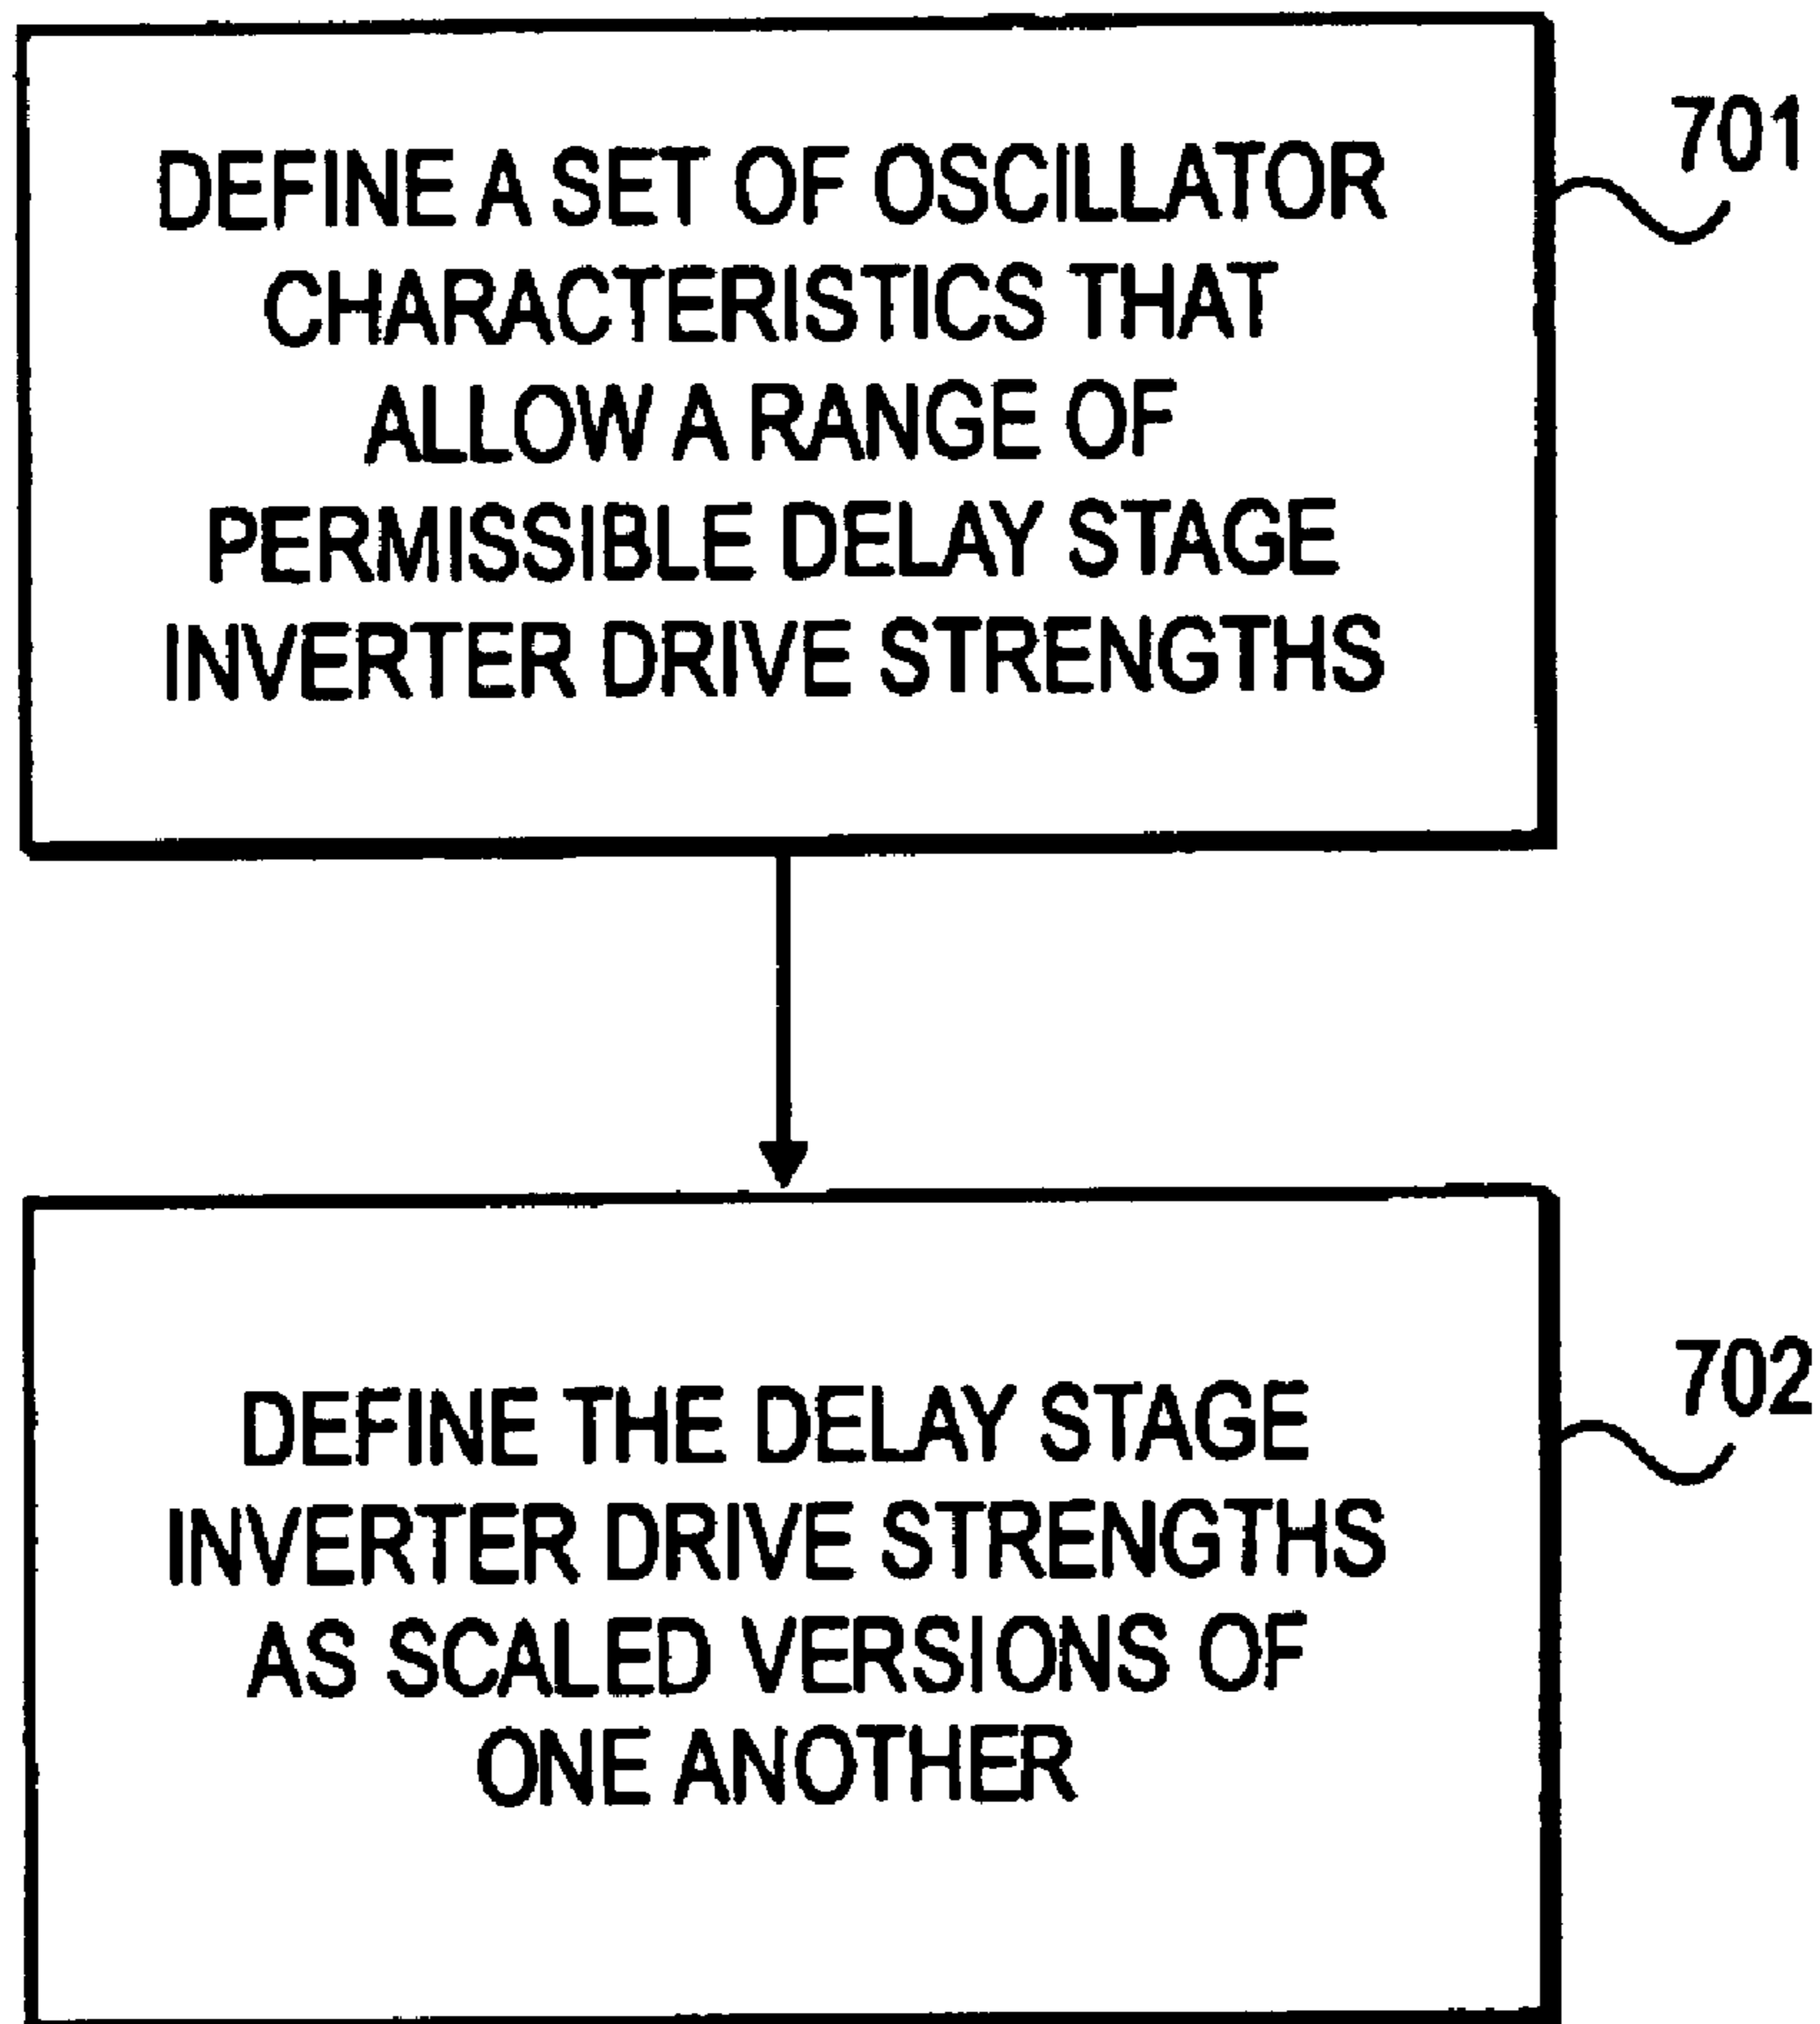 DEFINE A SET OF OSCILLATOR
CHARACTERISTICS THAT
ALLOW A RANGE OF
PERMISSIBLE DELAY STAGE
INVERTER DRIVE STRENGTHS
701
DEFINE THE DELAY STAGE
INVERTER DRIVE STRENGTHS
AS SCALED VERSIONS OF
ONE ANOTHER
702